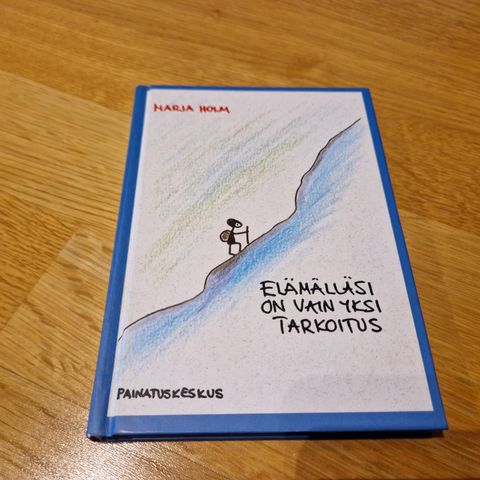 MARJA HOLM
ELÄMÄLLÄSI
ON VAIN YKSI
TARKOITUS
PAINATUSKESKUS